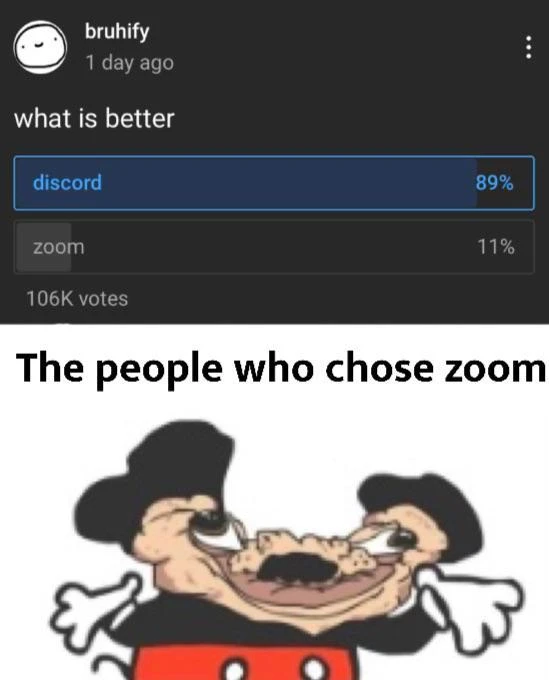 bruhify
1 day ago
what is better
discord 89%
zoom 11%
106K votes
The people who chose zoom